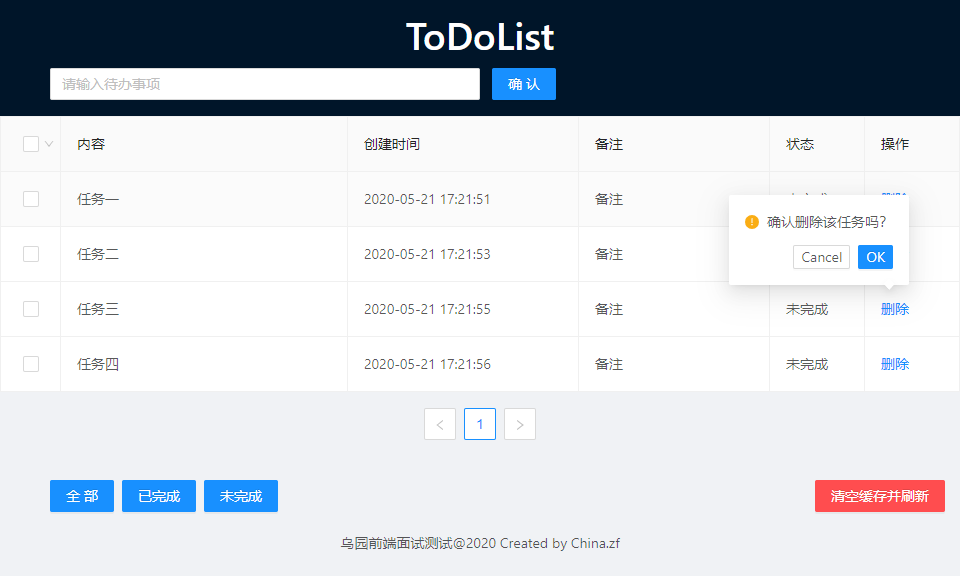 ToDoList
请输入待办事项 确 认
内容 创建时间 备注 状态 操作
任务一 2020-05-21 17:21:51 备注
确认删除该任务吗？
任务二 2020-05-21 17:21:53 备注
Cancel OK
任务三 2020-05-21 17:21:55 备注 未完成 删除
任务四 2020-05-21 17:21:56 备注 未完成 删除
< 1 >
全 部 已完成 未完成 清空缓存并刷新
乌园前端面试测试@2020 Created by China.zf